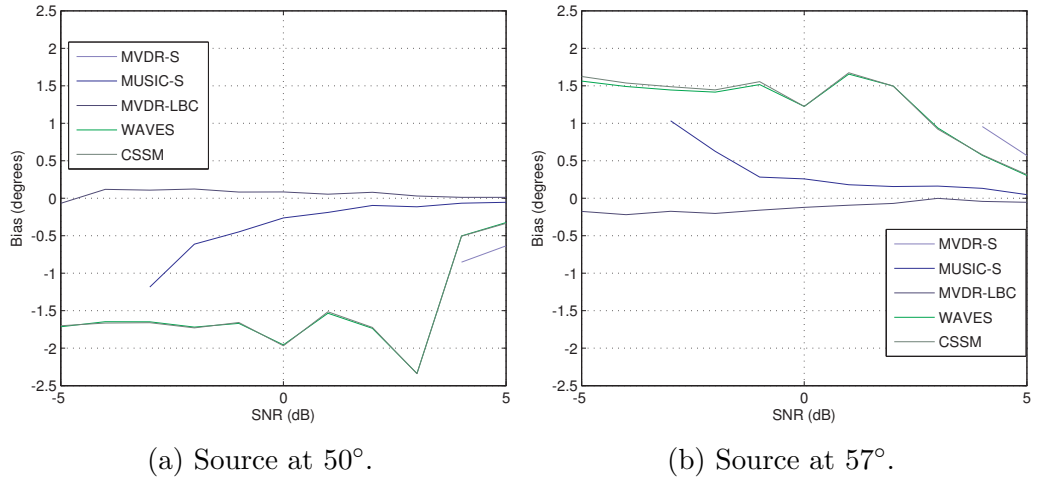 2.5
2
1.5
1
0.5
0
-0.5
-1
-1.5
-2
-2.5
Bias (degrees)
MVDR-S
MUSIC-S
MVDR-LBC
WAVES
CSSM
-5
0
5
SNR (dB)
(a) Source at 50°.
2.5
2
1.5
1
0.5
0
-0.5
-1
-1.5
-2
-2.5
Bias (degrees)
MVDR-S
MUSIC-S
MVDR-LBC
WAVES
CSSM
-5
0
5
SNR (dB)
(b) Source at 57°.